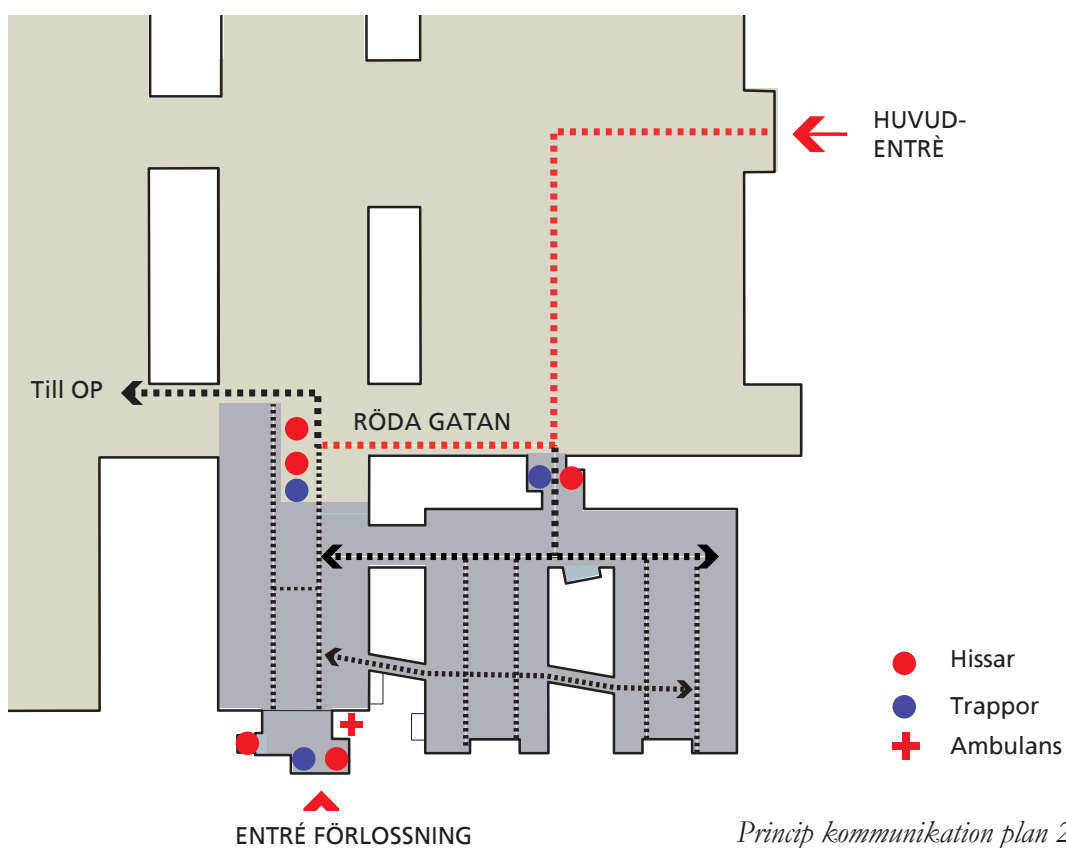 HUVUD-
ENTRÈ
Till OP
RÖDA GATAN
Hissar
Trappor
Ambulans
ENTRÉ FÖRLOSSNING
Princip kommunikation plan 2